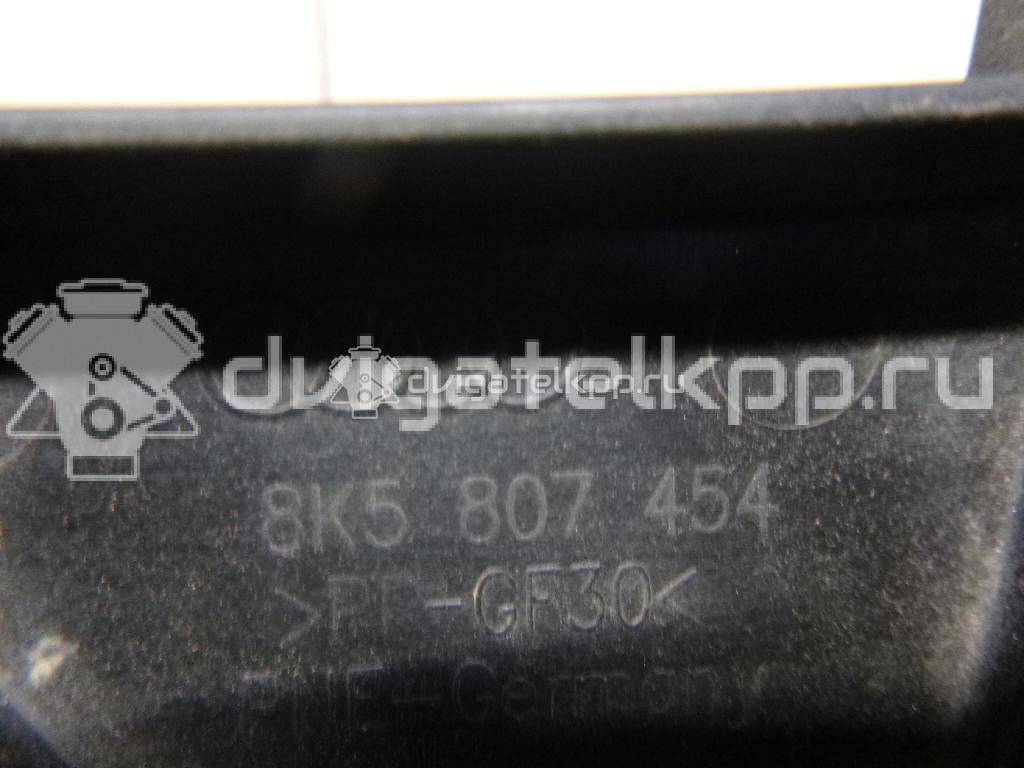 dvigatelkpp.ru
dvigatelkpp.ru
8K5 807 454
>PP-GF30<
Germany